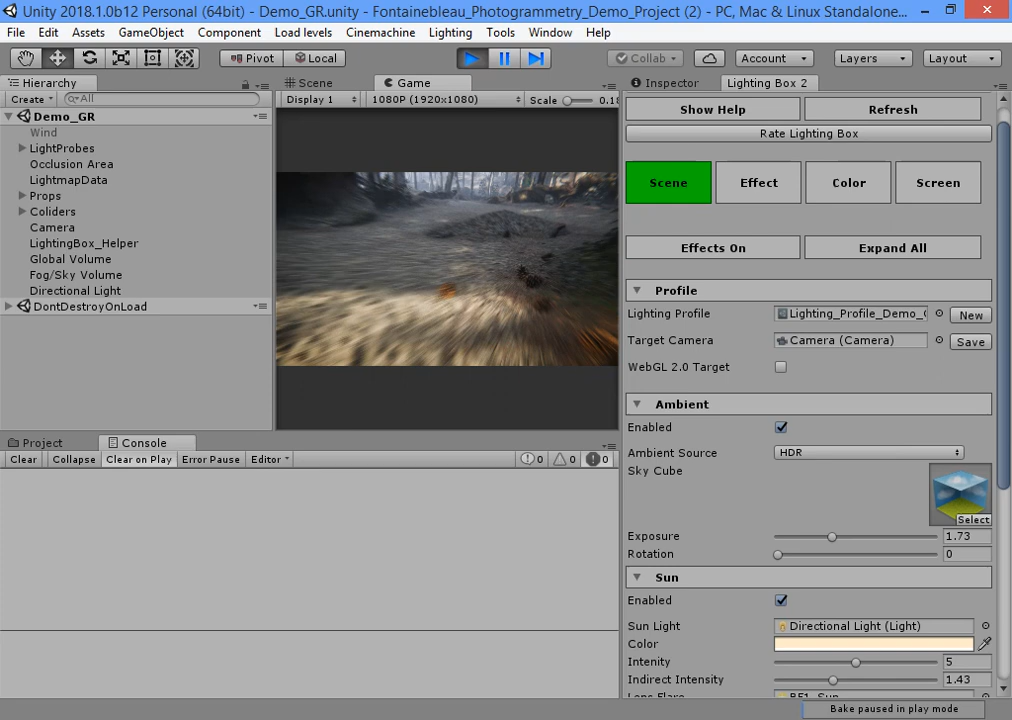 Unity 2018.1.0b12 Personal (64bit) - Demo_GR.unity - Fontainebleau_Photogrammetry_Demo_Project (2) - PC, Mac & Linux Standalone...
File Edit Assets GameObject Component Load levels Cinemachine Lighting Tools Window Help
Pivot Local Collab Account Layers Layout
Hierarchy
Create All
Demo_GR
Wind
LightProbes
Occlusion Area
LightmapData
Props
Coliders
Camera
LightingBox_Helper
Global Volume
Fog/Sky Volume
Directional Light
DontDestroyOnLoad
Scene Game
Display 1 1080P (1920x1080) Scale 0.18
Project Console
Clear Collapse Clear on Play Error Pause Editor 0 0 0
Inspector Lighting Box 2
Show Help Refresh
Rate Lighting Box
Scene Effect Color Screen
Effects On Expand All
Profile
Lighting Profile Lighting_Profile_Demo_ New
Target Camera Camera (Camera) Save
WebGL 2.0 Target
Ambient
Enabled
Ambient Source HDR
Sky Cube
Select
Exposure 1.73
Rotation 0
Sun
Enabled
Sun Light Directional Light (Light)
Color
Intenity 5
Indirect Intensity 1.43
Lens Flare BF1_Sun
Bake paused in play mode